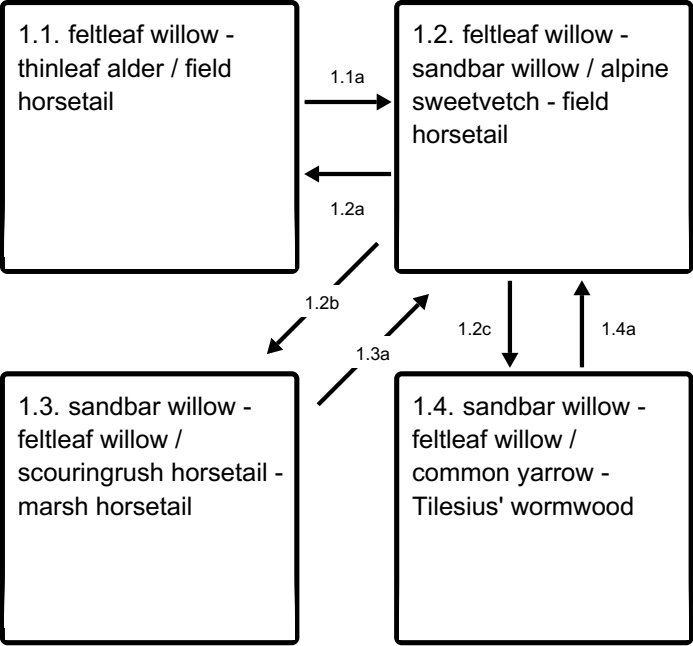 1.1. feltleaf willow -
thinleaf alder / field
horsetail
1.1a
1.2. feltleaf willow -
sandbar willow / alpine
sweetvetch - field
horsetail
1.2a
1.2b
1.3a
1.2c
1.4a
1.3. sandbar willow -
feltleaf willow /
scouringrush horsetail -
marsh horsetail
1.4. sandbar willow -
feltleaf willow /
common yarrow -
Tilesius' wormwood